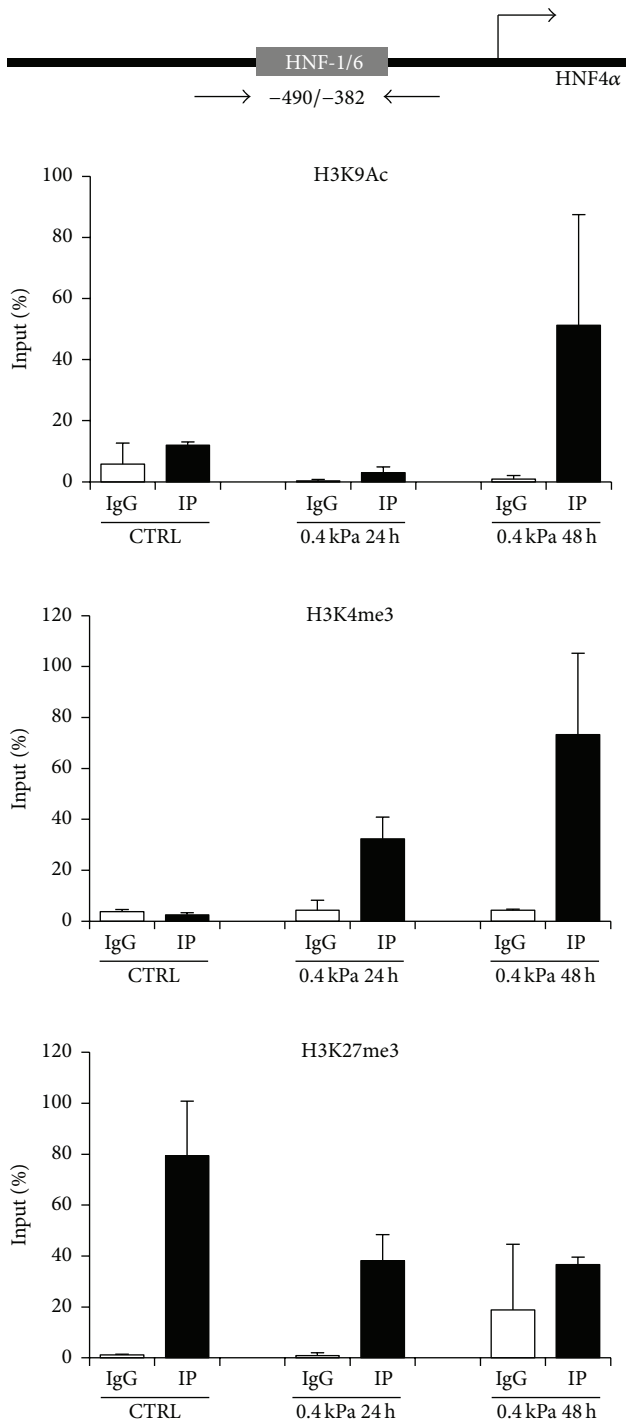 HNF-1/6
HNF4α
−490/−382
H3K9Ac
Input (%)
100
80
60
40
20
0
IgG IP IgG IP IgG IP
CTRL 0.4 kPa 24 h 0.4 kPa 48 h
H3K4me3
Input (%)
120
100
80
60
40
20
0
IgG IP IgG IP IgG IP
CTRL 0.4 kPa 24 h 0.4 kPa 48 h
H3K27me3
Input (%)
120
100
80
60
40
20
0
IgG IP IgG IP IgG IP
CTRL 0.4 kPa 24 h 0.4 kPa 48 h